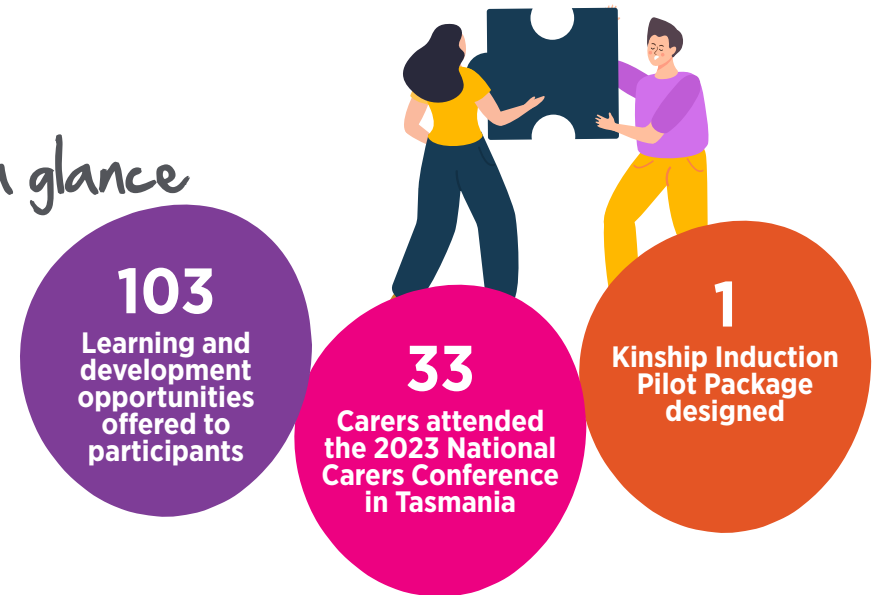 glance
103
Learning and
development
opportunities
offered to
participants
33
Carers attended
the 2023 National
Carers Conference
in Tasmania
1
Kinship Induction
Pilot Package
designed